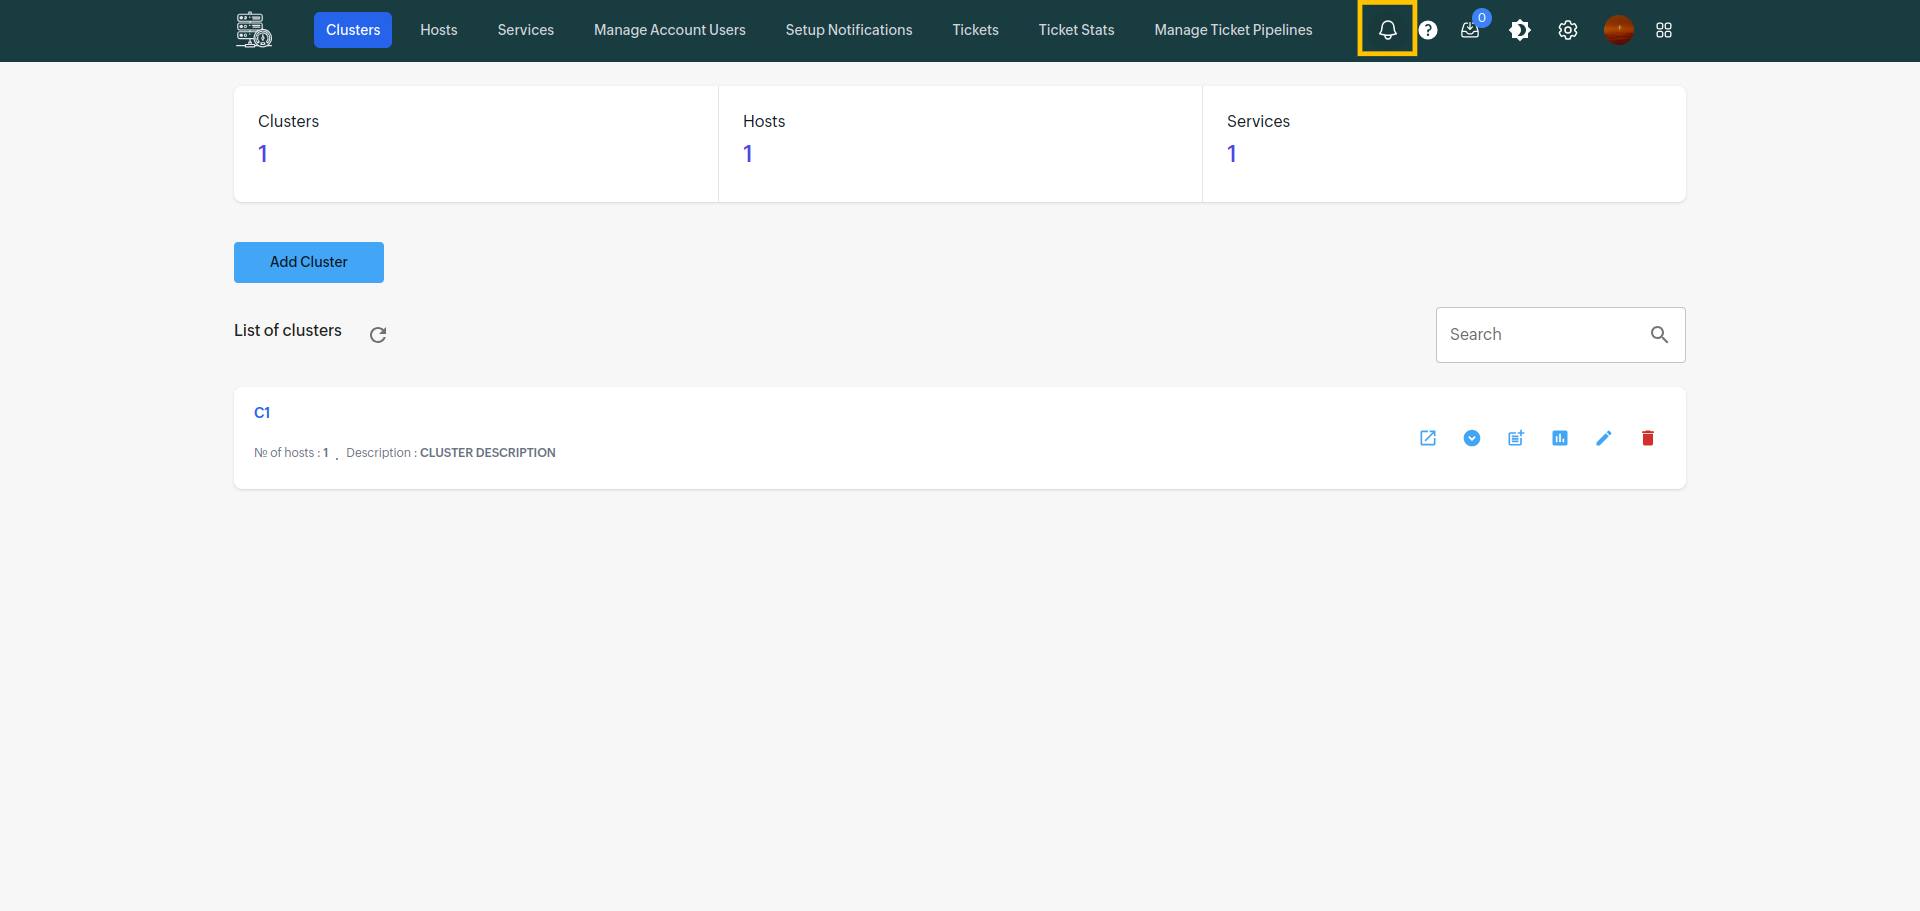 Clusters Hosts Services Manage Account Users Setup Notifications Tickets Ticket Stats Manage Ticket Pipelines ? 0
Clusters
1
Hosts
1
Services
1
Add Cluster
List of clusters
Search
C1
№ of hosts : 1 . Description : CLUSTER DESCRIPTION